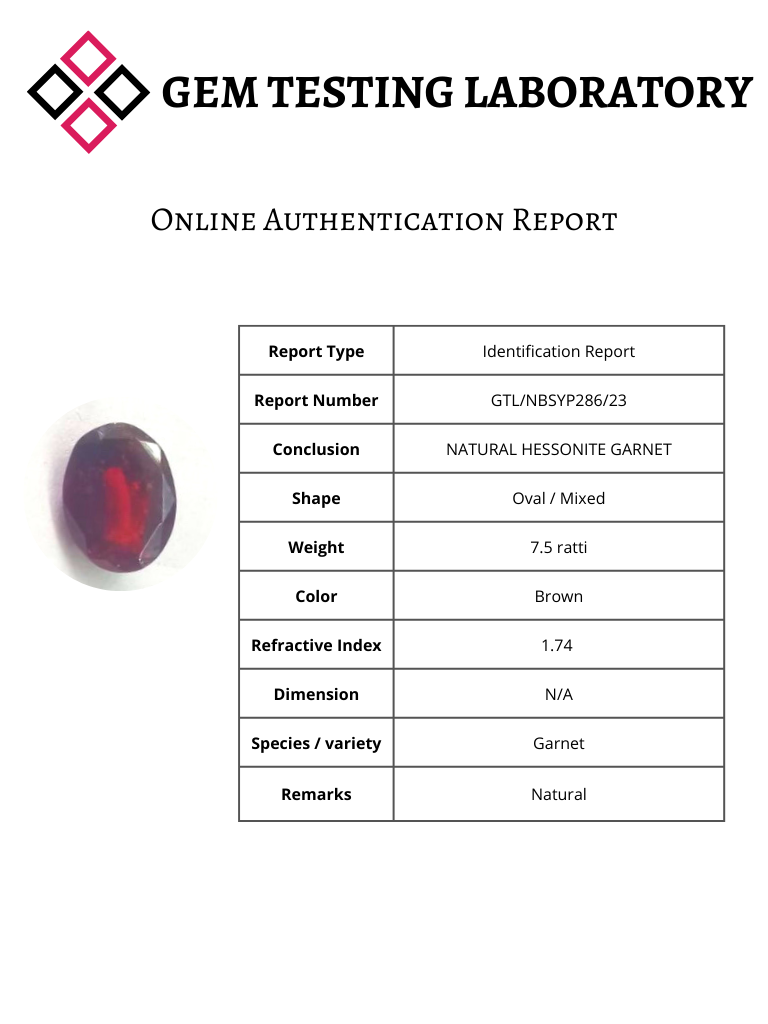 GEM TESTING LABORATORY
Online Authentication Report
Report Type Identification Report
Report Number GTL/NBSYP286/23
Conclusion NATURAL HESSONITE GARNET
Shape Oval / Mixed
Weight 7.5 ratti
Color Brown
Refractive Index 1.74
Dimension N/A
Species / variety Garnet
Remarks Natural